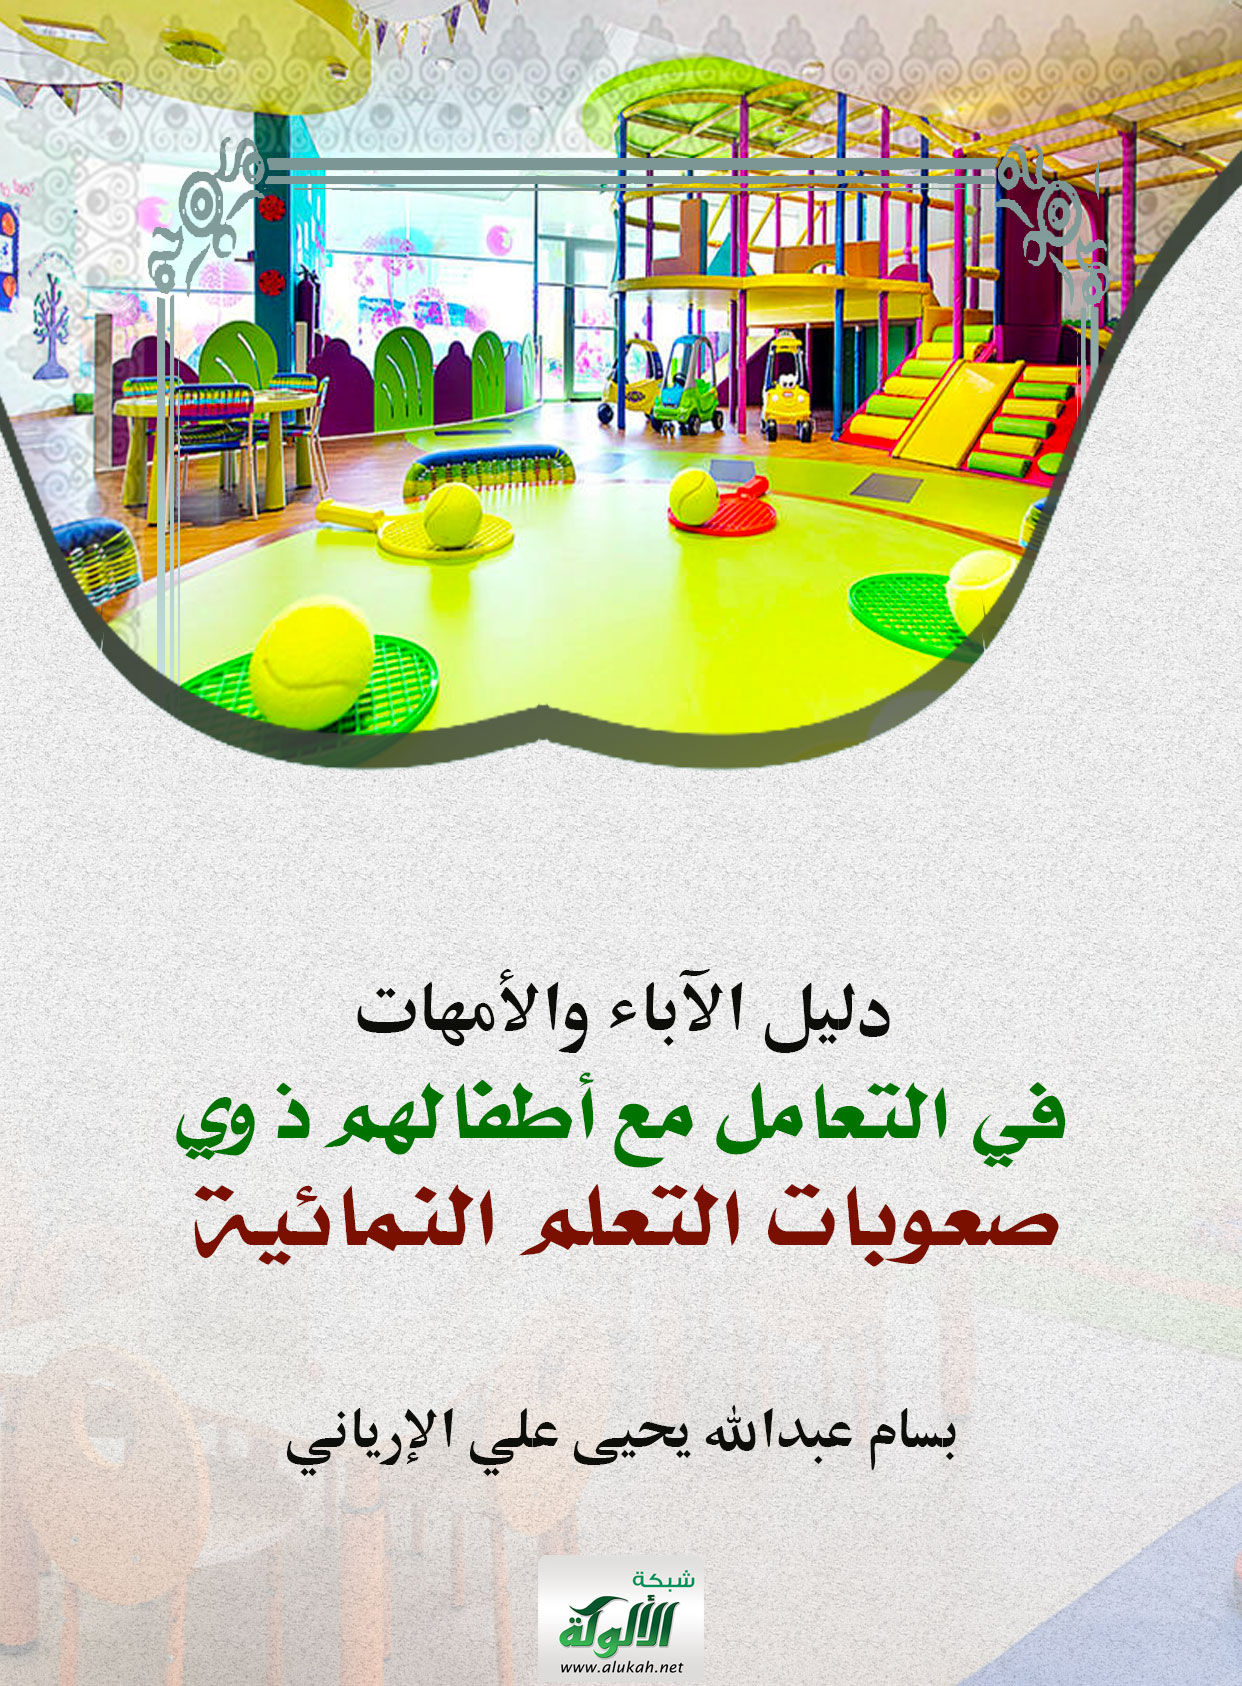 دليل الآباء والأمهات
في التعامل مع أطفالهم ذوي
صعوبات التعلم النمائية
بسام عبدالله يحيى علي الإرياني
شبكة
الألوكة
www.alukah.net